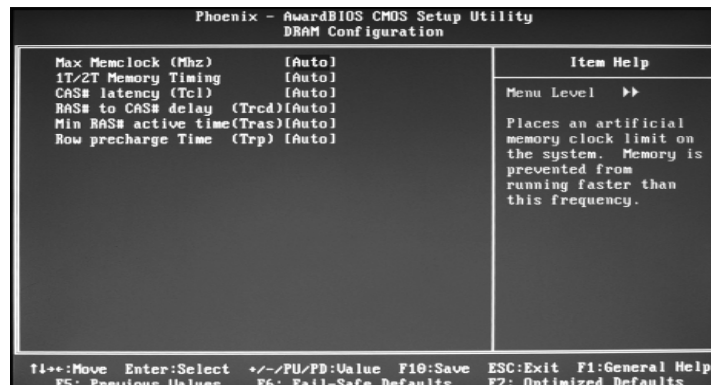 Phoenix - AwardBIOS CMOS Setup Utility
DRAM Configuration
Max Memclock (Mhz) [Auto]
1T/2T Memory Timing [Auto]
CAS# latency (Tcl) [Auto]
RAS# to CAS# delay (Trcd)[Auto]
Min RAS# active time(Tras)[Auto]
Row precharge Time (Trp) [Auto]
Item Help
Menu Level ►►
Places an artificial
memory clock limit on
the system. Memory is
prevented from
running faster than
this frequency.
↑↓→←:Move Enter:Select +/-/PU/PD:Value F10:Save ESC:Exit F1:General Help
F5: Previous Values F6: Fail-Safe Defaults F7: Optimized Defaults